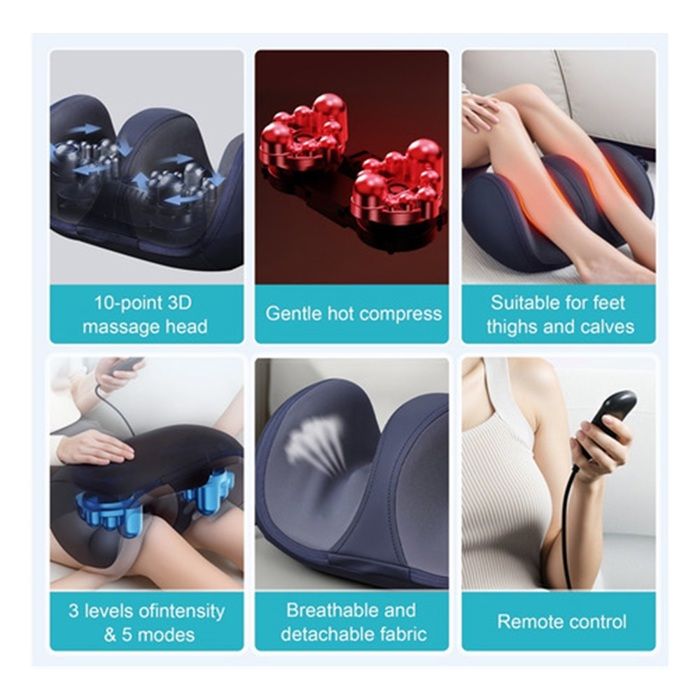 10-point 3D
massage head
Gentle hot compress
Suitable for feet
thighs and calves
3 levels ofintensity
& 5 modes
Breathable and
detachable fabric
Remote control